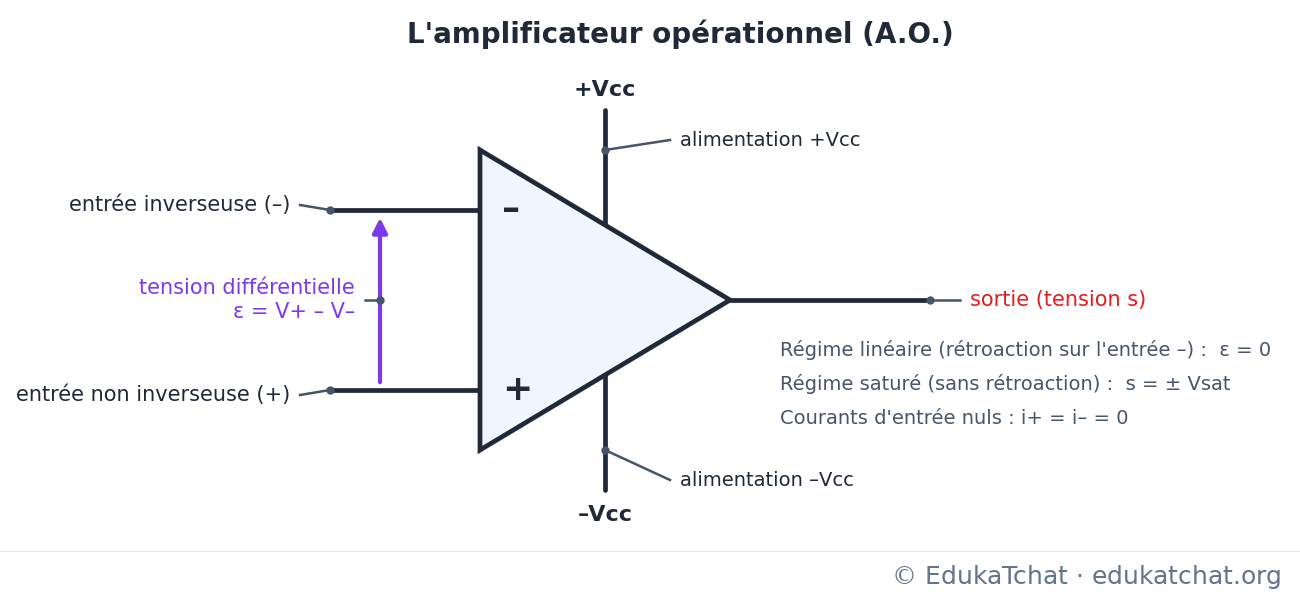 L'amplificateur opérationnel (A.O.)
+Vcc
alimentation +Vcc
entrée inverseuse (–)
–
tension différentielle
ε = V+ – V–
sortie (tension s)
Régime linéaire (rétroaction sur l'entrée –) : ε = 0
Régime saturé (sans rétroaction) : s = ± Vsat
entrée non inverseuse (+)
+
Courants d'entrée nuls : i+ = i– = 0
alimentation –Vcc
–Vcc
© EdukaTchat · edukatchat.org